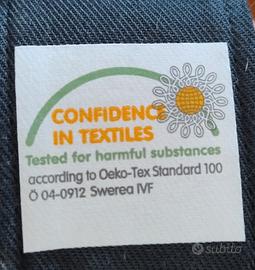 CONFIDENCE
IN TEXTILES
Tested for harmful substances
according to Oeko-Tex Standard 100
Ö 04-0912 Swerea IVF
subito